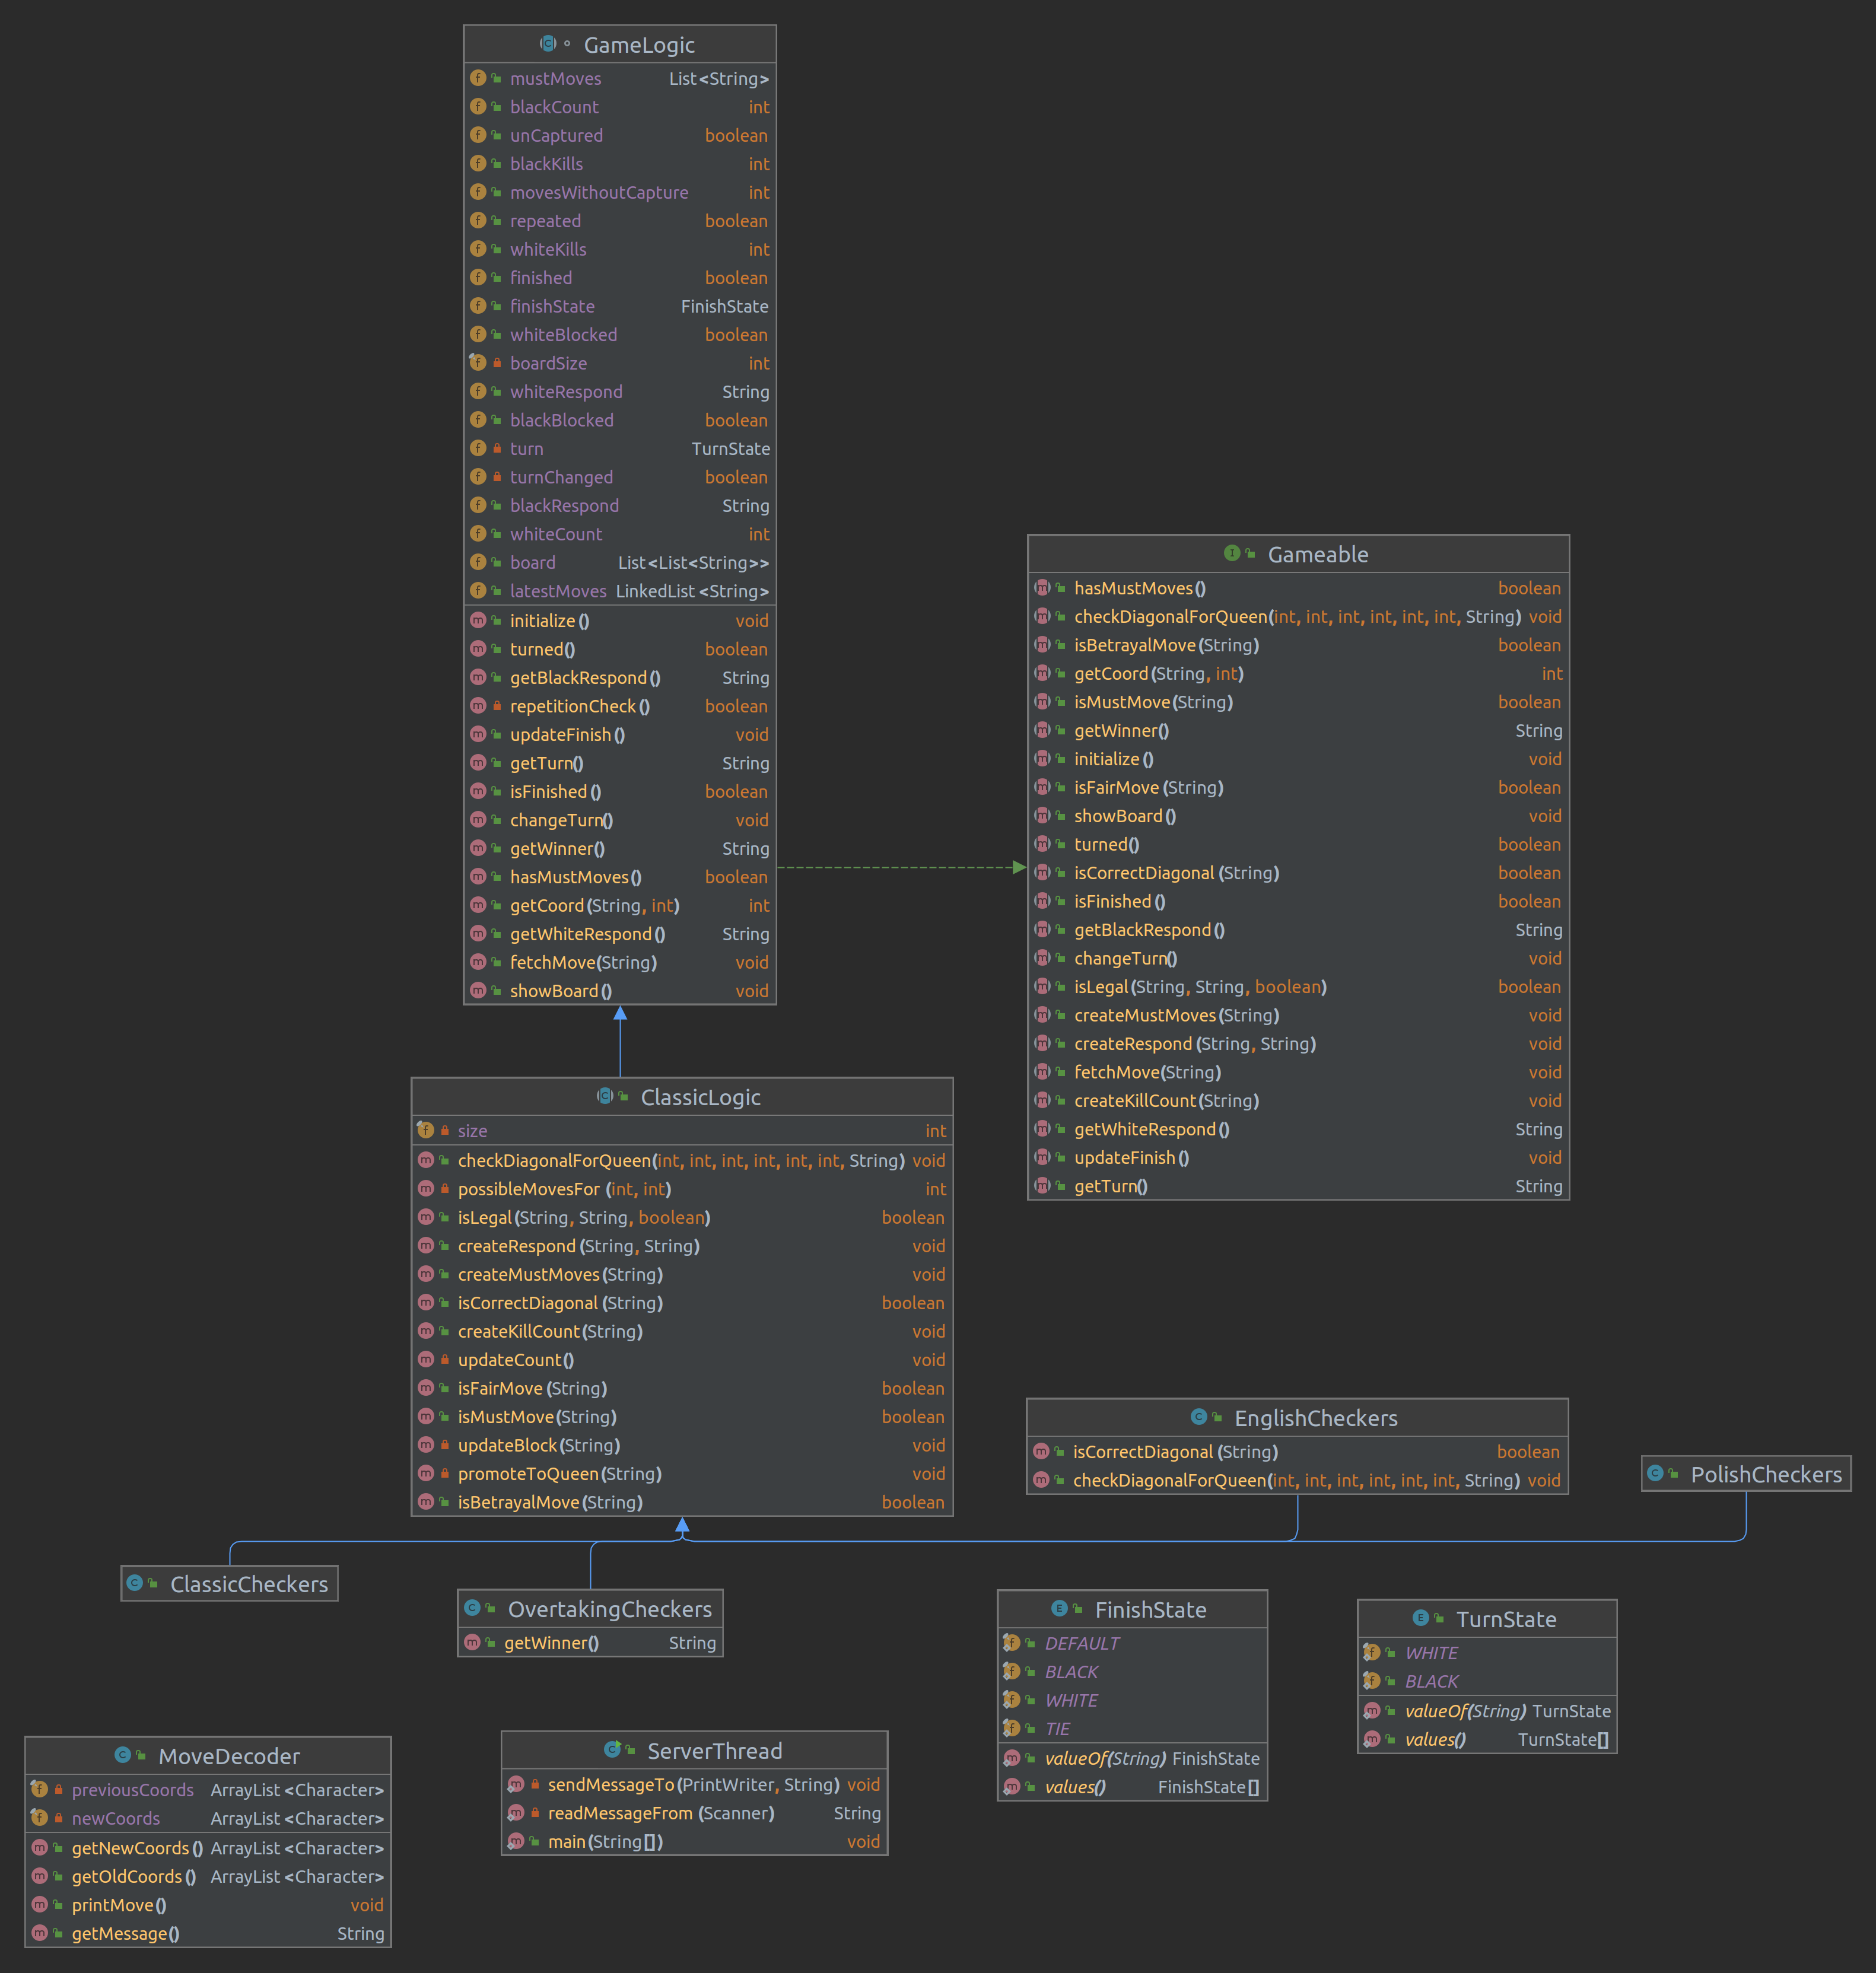 GameLogic
mustMoves List<String>
blackCount int
unCaptured boolean
blackKills int
movesWithoutCapture int
repeated boolean
whiteKills int
finished boolean
finishState FinishState
whiteBlocked boolean
boardSize int
whiteRespond String
blackBlocked boolean
turn TurnState
turnChanged boolean
blackRespond String
whiteCount int
board List<List<String>>
latestMoves LinkedList<String>
initialize() void
turned() boolean
getBlackRespond() String
repetitionCheck() boolean
updateFinish() void
getTurn() String
isFinished() boolean
changeTurn() void
getWinner() String
hasMustMoves() boolean
getCoord(String, int) int
getWhiteRespond() String
fetchMove(String) void
showBoard() void
Gameable
hasMustMoves() boolean
checkDiagonalForQueen(int, int, int, int, int, int, String) void
isBetrayalMove(String) boolean
getCoord(String, int) int
isMustMove(String) boolean
getWinner() String
initialize() void
isFairMove(String) boolean
showBoard() void
turned() boolean
isCorrectDiagonal(String) boolean
isFinished() boolean
getBlackRespond() String
changeTurn() void
isLegal(String, String, boolean) boolean
createMustMoves(String) void
createRespond(String, String) void
fetchMove(String) void
createKillCount(String) void
getWhiteRespond() String
updateFinish() void
getTurn() String
ClassicLogic
size int
checkDiagonalForQueen(int, int, int, int, int, int, String) void
possibleMovesFor(int, int) int
isLegal(String, String, boolean) boolean
createRespond(String, String) void
createMustMoves(String) void
isCorrectDiagonal(String) boolean
createKillCount(String) void
updateCount() void
isFairMove(String) boolean
isMustMove(String) boolean
updateBlock(String) void
promoteToQueen(String) void
isBetrayalMove(String) boolean
EnglishCheckers
isCorrectDiagonal(String) boolean
checkDiagonalForQueen(int, int, int, int, int, int, String) void
PolishCheckers
ClassicCheckers
OvertakingCheckers
getWinner() String
FinishState
DEFAULT
BLACK
WHITE
TIE
valueOf(String) FinishState
values() FinishState[]
TurnState
WHITE
BLACK
valueOf(String) TurnState
values() TurnState[]
MoveDecoder
previousCoords ArrayList<Character>
newCoords ArrayList<Character>
getNewCoords() ArrayList<Character>
getOldCoords() ArrayList<Character>
printMove() void
getMessage() String
ServerThread
sendMessageTo(PrintWriter, String) void
readMessageFrom(Scanner) String
main(String[]) void